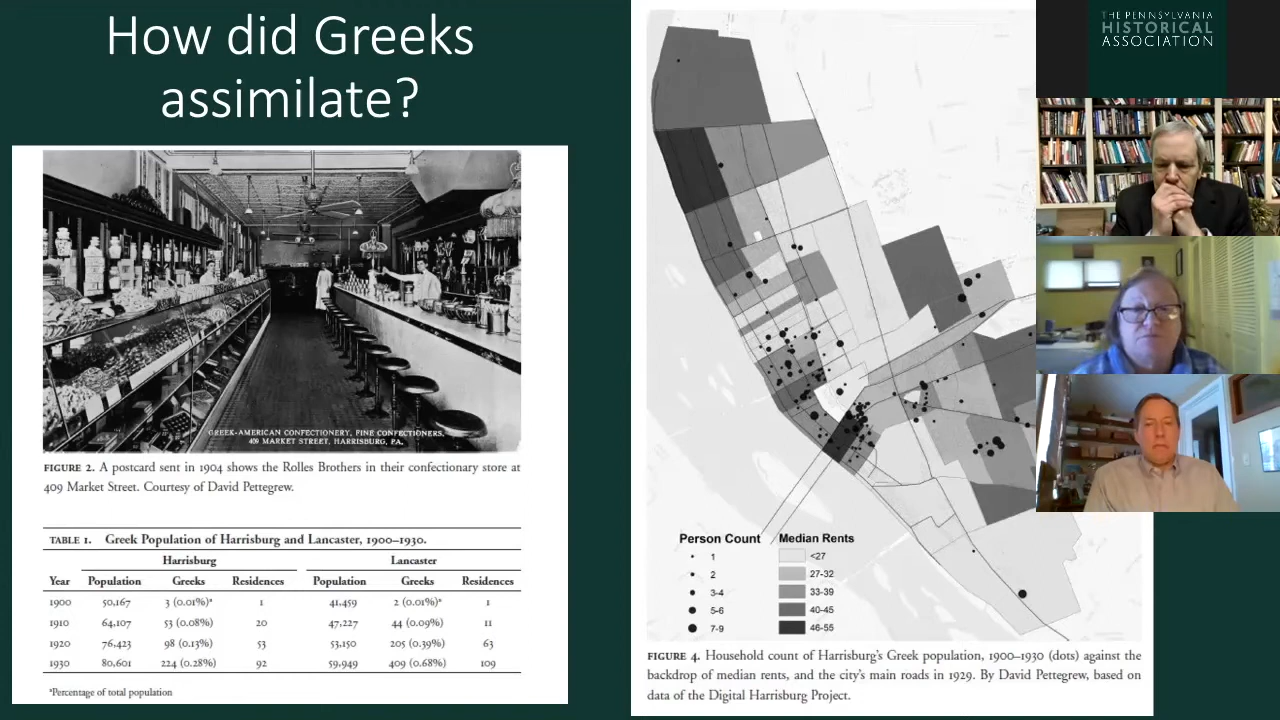 How did Greeks
assimilate?
GREEK-AMERICAN CONFECTIONERY, FINE CONFECTIONERS,
409 MARKET STREET, HARRISBURG, PA.
FIGURE 2. A postcard sent in 1904 shows the Rolles Brothers in their confectionary store at
409 Market Street. Courtesy of David Pettegrew.
TABLE 1. Greek Population of Harrisburg and Lancaster, 1900–1930.
Harrisburg Lancaster
Year Population Greeks Residences Population Greeks Residences
1900 50,167 3 (0.01%)ᵃ 1 41,459 2 (0.01%)ᵃ 1
1910 64,107 53 (0.08%) 20 47,227 44 (0.09%) 11
1920 76,423 98 (0.13%) 53 53,150 205 (0.39%) 63
1930 80,601 224 (0.28%) 92 59,949 409 (0.68%) 109
ᵃPercentage of total population
Person Count Median Rents
1 <27
2 27-32
3-4 33-39
5-6 40-45
7-9 46-55
FIGURE 4. Household count of Harrisburg's Greek population, 1900–1930 (dots) against the
backdrop of median rents, and the city's main roads in 1929. By David Pettegrew, based on
data of the Digital Harrisburg Project.
THE PENNSYLVANIA
HISTORICAL
ASSOCIATION